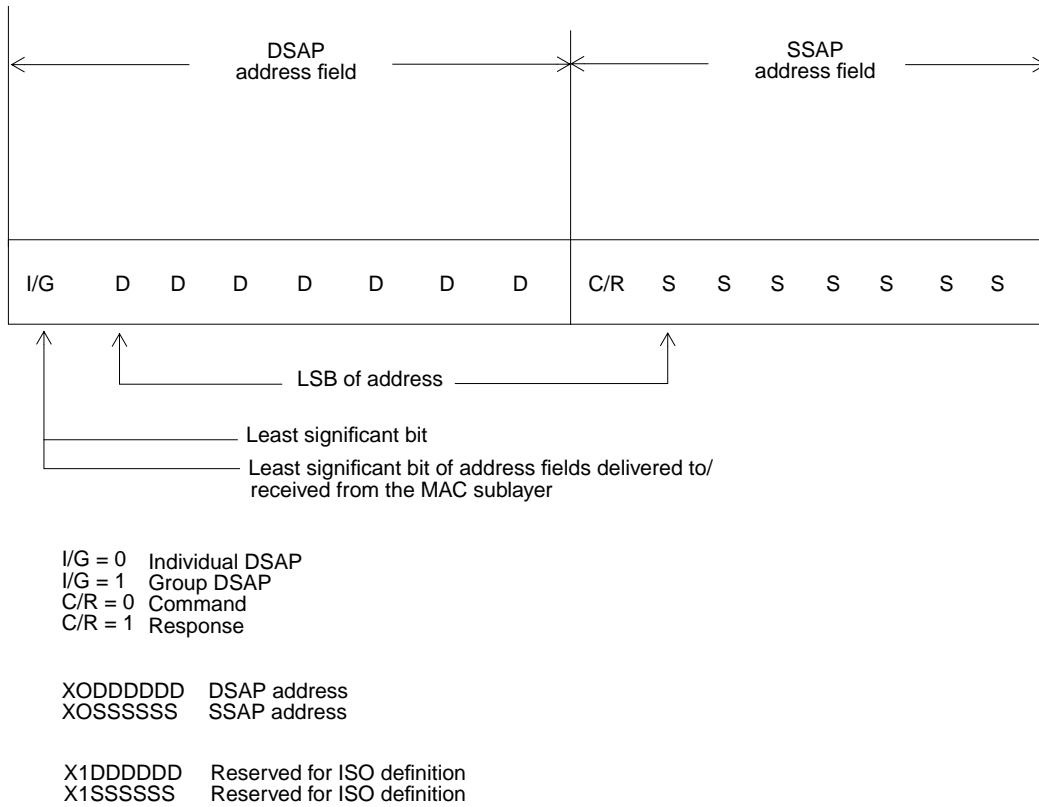 DSAP
address field
SSAP
address field
I/G D D D D D D D C/R S S S S S S S
LSB of address
Least significant bit
Least significant bit of address fields delivered to/
received from the MAC sublayer
I/G = 0 Individual DSAP
I/G = 1 Group DSAP
C/R = 0 Command
C/R = 1 Response
XODDDDDD DSAP address
XOSSSSSS SSAP address
X1DDDDDD Reserved for ISO definition
X1SSSSSS Reserved for ISO definition